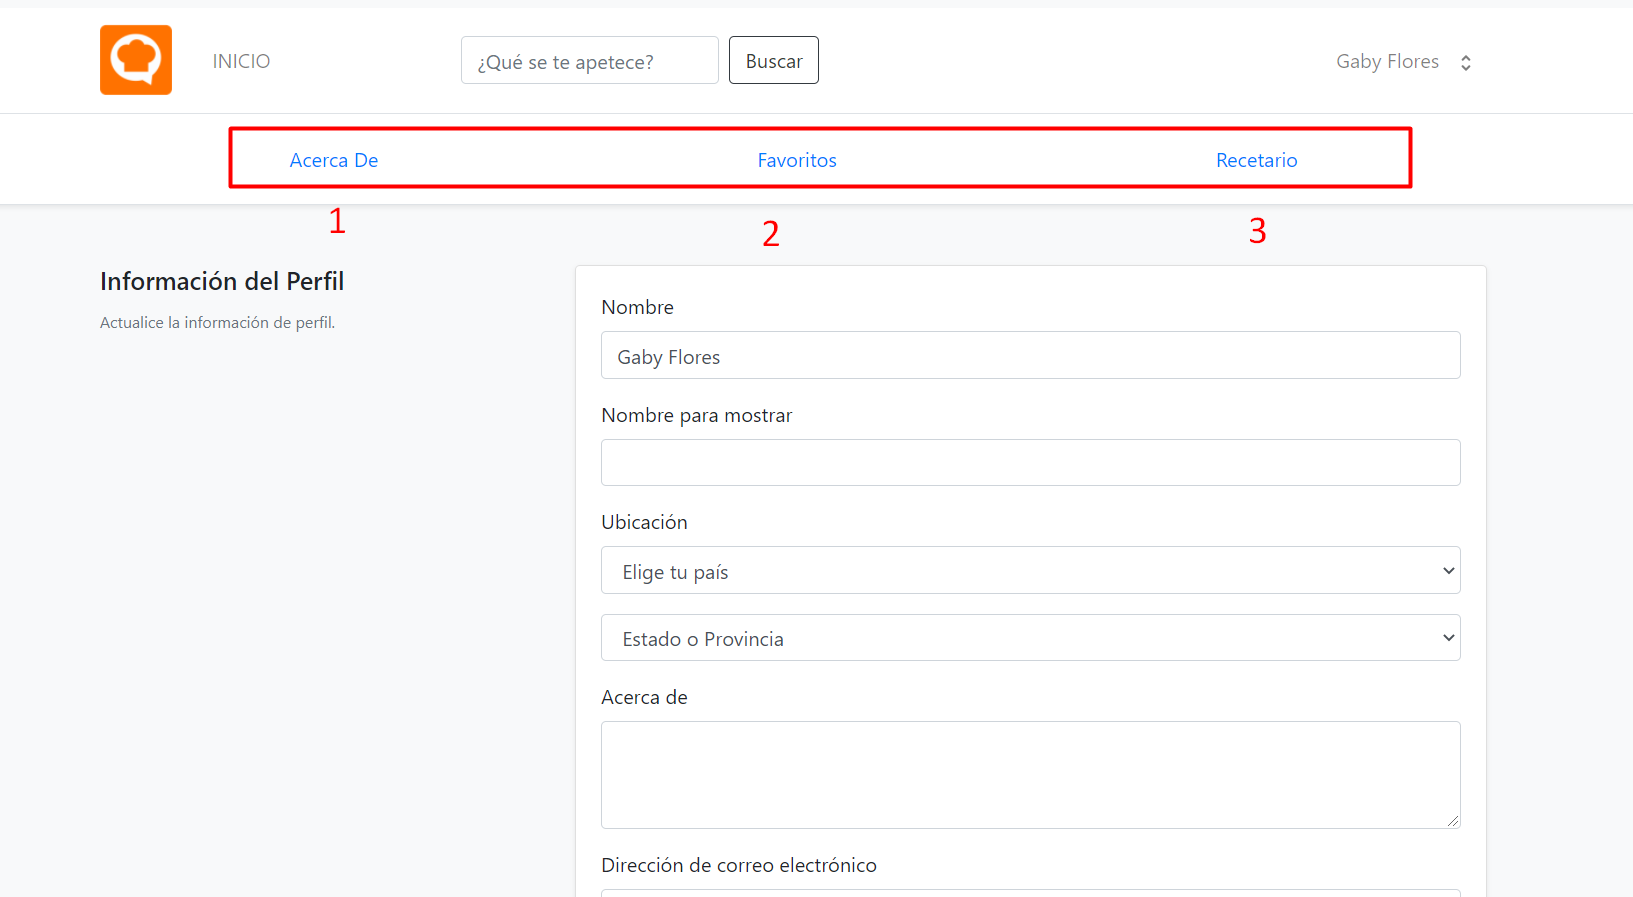 INICIO
¿Qué se te apetece?
Buscar
Gaby Flores
Acerca De
Favoritos
Recetario
1
2
3
Información del Perfil
Actualice la información de perfil.
Nombre
Gaby Flores
Nombre para mostrar
Ubicación
Elige tu país
Estado o Provincia
Acerca de
Dirección de correo electrónico